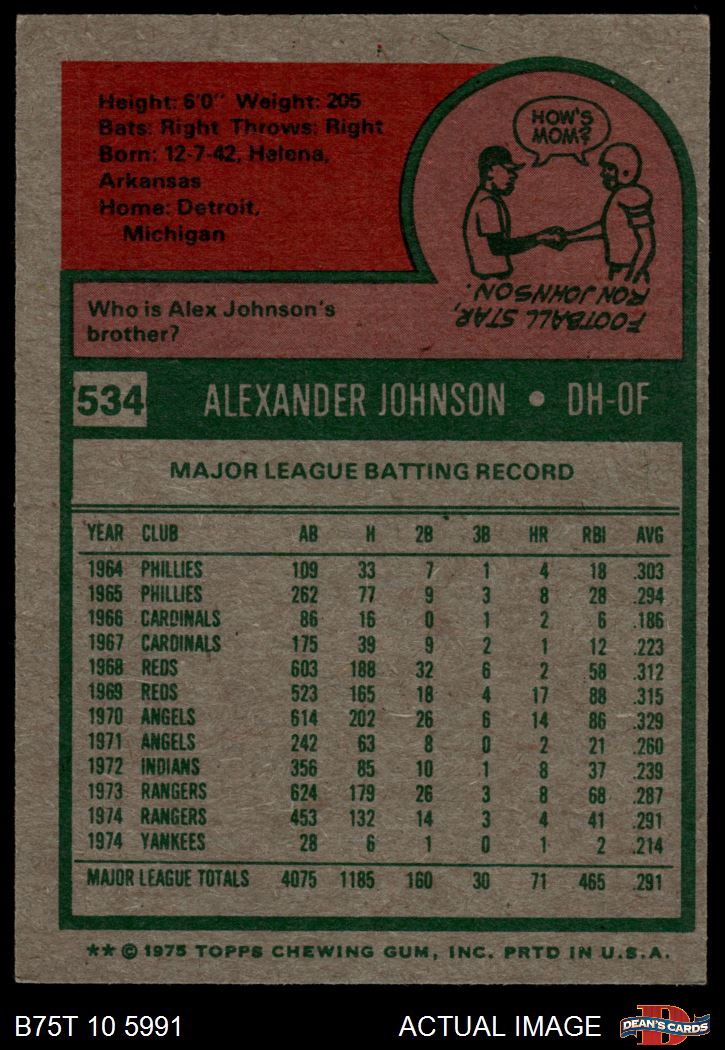 Height: 6'0" Weight: 205
Bats: Right Throws: Right
Born: 12-7-42, Helena,
Arkansas
Home: Detroit,
Michigan
HOW'S
MOM?
Who is Alex Johnson's
brother?
FOOTBALL STAR,
RON JOHNSON.
534 ALEXANDER JOHNSON • DH-OF
MAJOR LEAGUE BATTING RECORD
YEAR CLUB AB H 2B 3B HR RBI AVG
1964 PHILLIES 109 33 7 1 4 18 .303
1965 PHILLIES 262 77 9 3 8 28 .294
1966 CARDINALS 86 16 0 1 2 6 .186
1967 CARDINALS 175 39 9 2 1 12 .223
1968 REDS 603 188 32 6 2 58 .312
1969 REDS 523 165 18 4 17 88 .315
1970 ANGELS 614 202 26 6 14 86 .329
1971 ANGELS 242 63 8 0 2 21 .260
1972 INDIANS 356 85 10 1 8 37 .239
1973 RANGERS 624 179 26 3 8 68 .287
1974 RANGERS 453 132 14 3 4 41 .291
1974 YANKEES 28 6 1 0 1 2 .214
MAJOR LEAGUE TOTALS 4075 1185 160 30 71 465 .291
** © 1975 TOPPS CHEWING GUM, INC. PRTD IN U.S.A.
B75T 10 5991 ACTUAL IMAGE DEAN'S CARDS